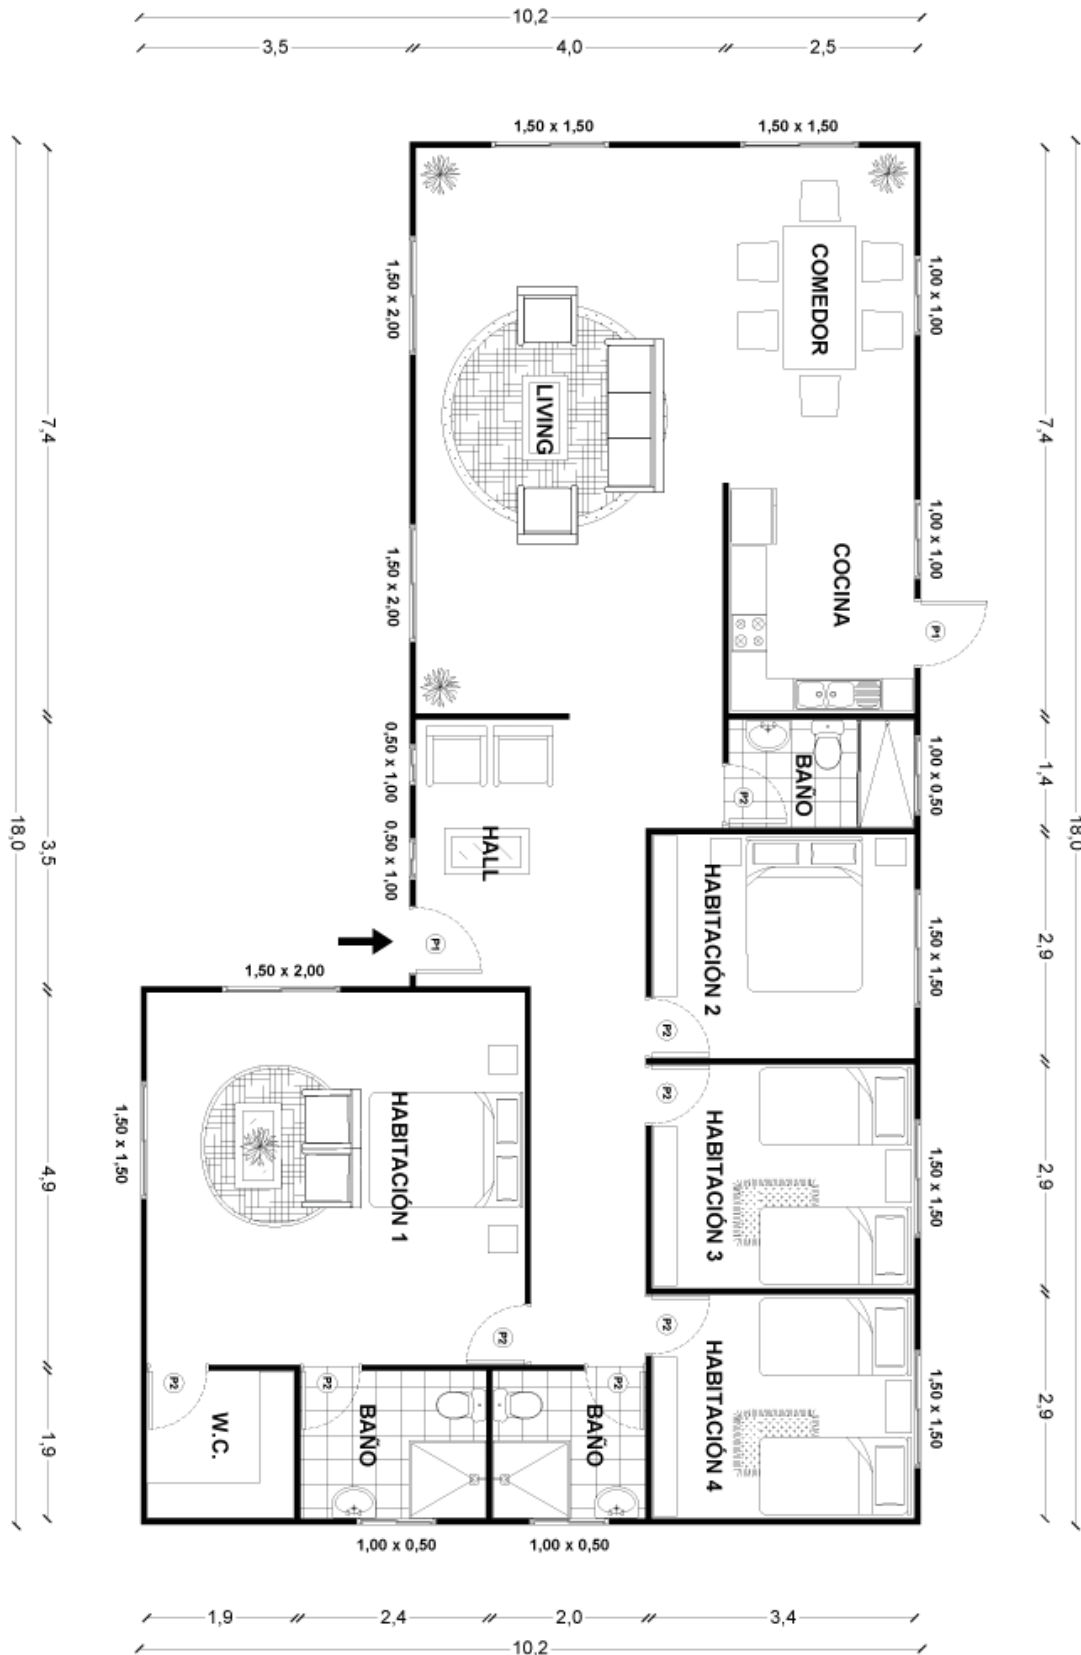 10,2
3,5
4,0
2,5
1,50 x 1,50
1,50 x 1,50
1,50 x 2,00
COMEDOR
1,00 x 1,00
LIVING
7,4
7,4
1,50 x 2,00
COCINA
1,00 x 1,00
P1
0,50 x 1,00
BAÑO
P2
1,00 x 0,50
1,4
18,0
3,5
0,50 x 1,00
HALL
18,0
HABITACIÓN 2
1,50 x 1,50
2,9
P1
1,50 x 2,00
P2
P2
1,50 x 1,50
4,9
HABITACIÓN 1
HABITACIÓN 3
1,50 x 1,50
2,9
P2
P2
P2
P2
P2
HABITACIÓN 4
1,50 x 1,50
2,9
1,9
W.C.
BAÑO
BAÑO
1,00 x 0,50
1,00 x 0,50
1,9
2,4
2,0
3,4
10,2